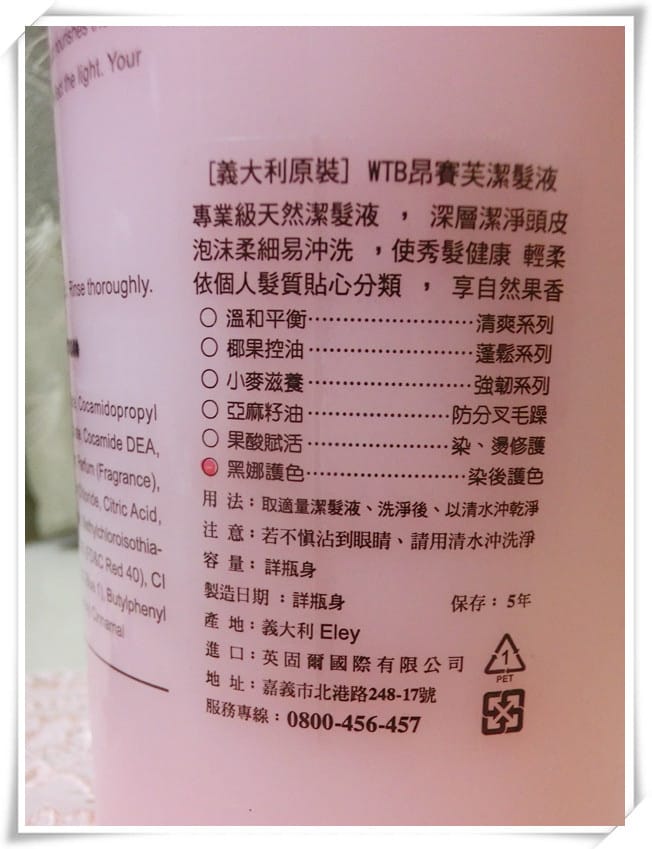 nourishes the
the light. Your
Rinse thoroughly.
Cocamidopropyl
Cocamide DEA,
Parfum (Fragrance),
Citric Acid,
Methylchloroisothia-
(FD&C Red 40), CI
Butylphenyl
[義大利原裝] WTB昂賽芙潔髮液
專業級天然潔髮液 , 深層潔淨頭皮
泡沫柔細易沖洗 ,使秀髮健康 輕柔
依個人髮質貼心分類 , 享自然果香
○ 溫和平衡························清爽系列
○ 椰果控油························蓬鬆系列
○ 小麥滋養························強韌系列
○ 亞麻籽油·····················防分叉毛躁
○ 果酸賦活·····················染、燙修護
黑娜護色·······················染後護色
用 法:取適量潔髮液、洗淨後、以清水沖乾淨
注 意:若不慎沾到眼睛、請用清水沖洗淨
容 量:詳瓶身
製造日期 :詳瓶身 保存:5年
產 地:義大利 Eley
進 口:英固爾國際有限公司
地 址:嘉義市北港路248-17號
服務專線:0800-456-457
1
PET